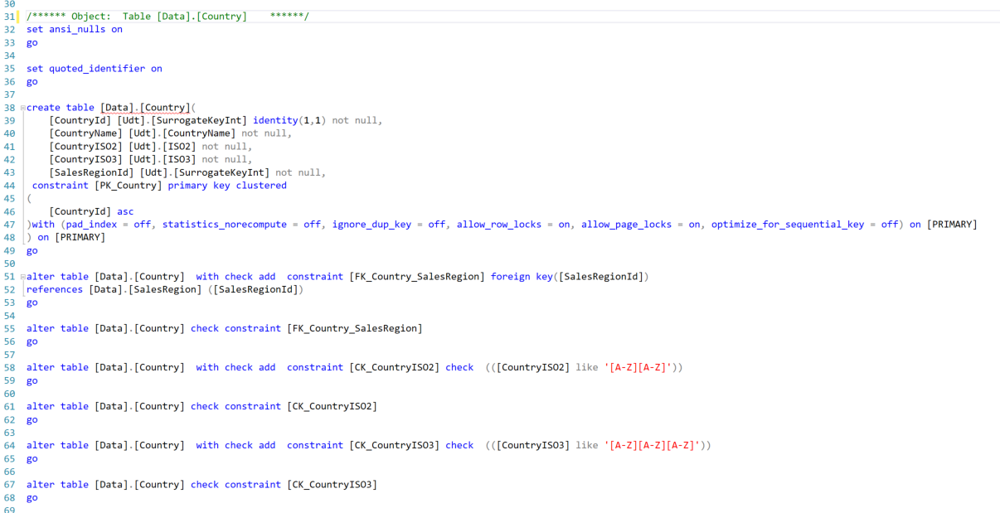 30
31 /****** Object:  Table [Data].[Country]    ******/
32 set ansi_nulls on
33 go
34
35 set quoted_identifier on
36 go
37
38 create table [Data].[Country](
39     [CountryId] [Udt].[SurrogateKeyInt] identity(1,1) not null,
40     [CountryName] [Udt].[CountryName] not null,
41     [CountryISO2] [Udt].[ISO2] not null,
42     [CountryISO3] [Udt].[ISO3] not null,
43     [SalesRegionId] [Udt].[SurrogateKeyInt] not null,
44  constraint [PK_Country] primary key clustered
45 (
46     [CountryId] asc
47 )with (pad_index = off, statistics_norecompute = off, ignore_dup_key = off, allow_row_locks = on, allow_page_locks = on, optimize_for_sequential_key = off) on [PRIMARY]
48 ) on [PRIMARY]
49 go
50
51 alter table [Data].[Country]  with check add  constraint [FK_Country_SalesRegion] foreign key([SalesRegionId])
52 references [Data].[SalesRegion] ([SalesRegionId])
53 go
54
55 alter table [Data].[Country] check constraint [FK_Country_SalesRegion]
56 go
57
58 alter table [Data].[Country]  with check add  constraint [CK_CountryISO2] check  (([CountryISO2] like '[A-Z][A-Z]'))
59 go
60
61 alter table [Data].[Country] check constraint [CK_CountryISO2]
62 go
63
64 alter table [Data].[Country]  with check add  constraint [CK_CountryISO3] check  (([CountryISO3] like '[A-Z][A-Z][A-Z]'))
65 go
66
67 alter table [Data].[Country] check constraint [CK_CountryISO3]
68 go
69